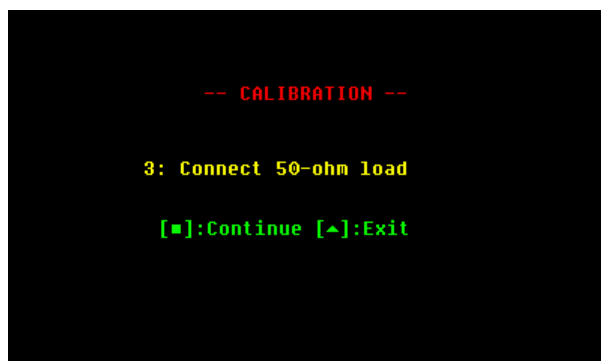 -- CALIBRATION --
3: Connect 50-ohm load
[■]:Continue [▲]:Exit